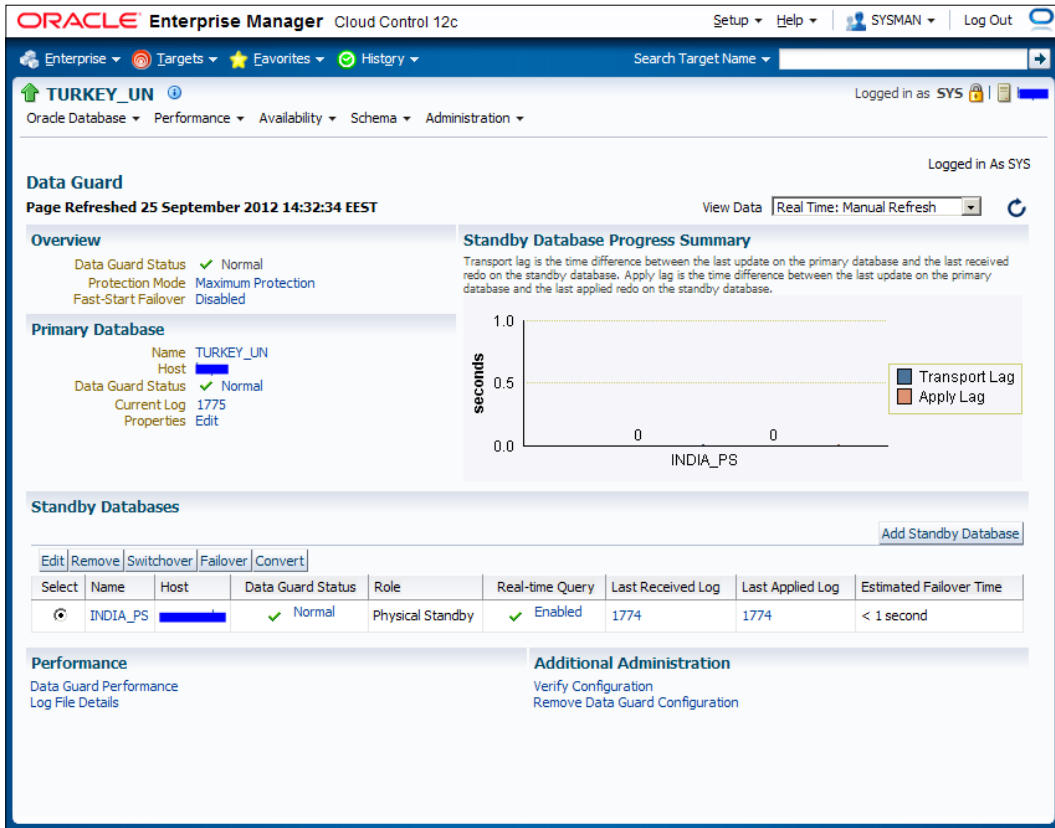 ORACLE Enterprise Manager Cloud Control 12c Setup Help SYSMAN Log Out
Enterprise Targets Favorites History Search Target Name
TURKEY_UN Logged in as SYS
Oracle Database Performance Availability Schema Administration
Logged in As SYS
Data Guard
Page Refreshed 25 September 2012 14:32:34 EEST View Data Real Time: Manual Refresh
Overview
Data Guard Status Normal
Protection Mode Maximum Protection
Fast-Start Failover Disabled
Primary Database
Name TURKEY_UN
Host
Data Guard Status Normal
Current Log 1775
Properties Edit
Standby Database Progress Summary
Transport lag is the time difference between the last update on the primary database and the last received
redo on the standby database. Apply lag is the time difference between the last update on the primary
database and the last applied redo on the standby database.
1.0
seconds
0.5
0.0
0 0
INDIA_PS
Transport Lag
Apply Lag
Standby Databases
Add Standby Database
Edit Remove Switchover Failover Convert
Select Name Host Data Guard Status Role Real-time Query Last Received Log Last Applied Log Estimated Failover Time
INDIA_PS Normal Physical Standby Enabled 1774 1774 < 1 second
Performance
Data Guard Performance
Log File Details
Additional Administration
Verify Configuration
Remove Data Guard Configuration